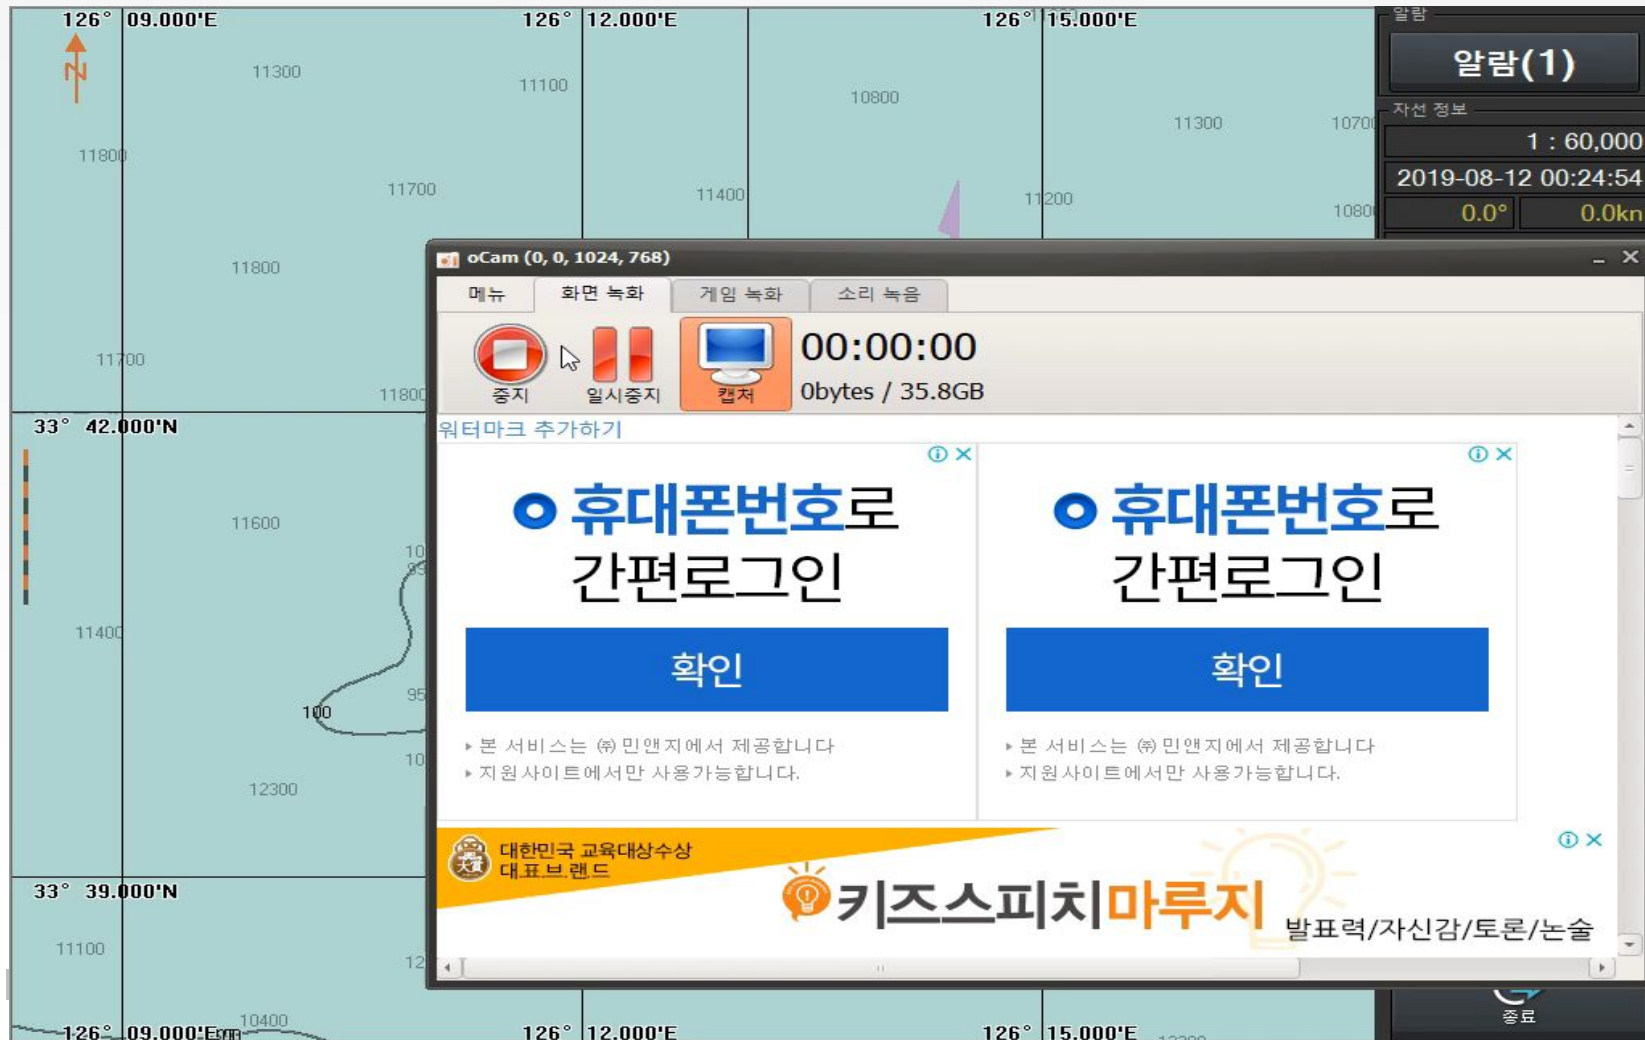 126° 09.000'E
126° 12.000'E
126° 15.000'E
N
11300
11100
10800
11300
10700
11800
11700
11400
11200
10800
11800
11700
11800
33° 42.000'N
11600
11400
100
12300
33° 39.000'N
11100
10400
126° 09.000'E
126° 12.000'E
126° 15.000'E
알람
알람(1)
자선 정보
1 : 60,000
2019-08-12 00:24:54
0.0° 0.0kn
oCam (0, 0, 1024, 768)
메뉴 화면 녹화 게임 녹화 소리 녹음
중지 일시중지 캡처
00:00:00
0bytes / 35.8GB
워터마크 추가하기
휴대폰번호로
간편로그인
확인
본 서비스는 ㈜민앤지에서 제공합니다
지원사이트에서만 사용가능합니다.
휴대폰번호로
간편로그인
확인
본 서비스는 ㈜민앤지에서 제공합니다
지원사이트에서만 사용가능합니다.
大賞
대한민국 교육대상수상
대.표.브.랜.드
키즈스피치마루지
발표력/자신감/토론/논술
종료